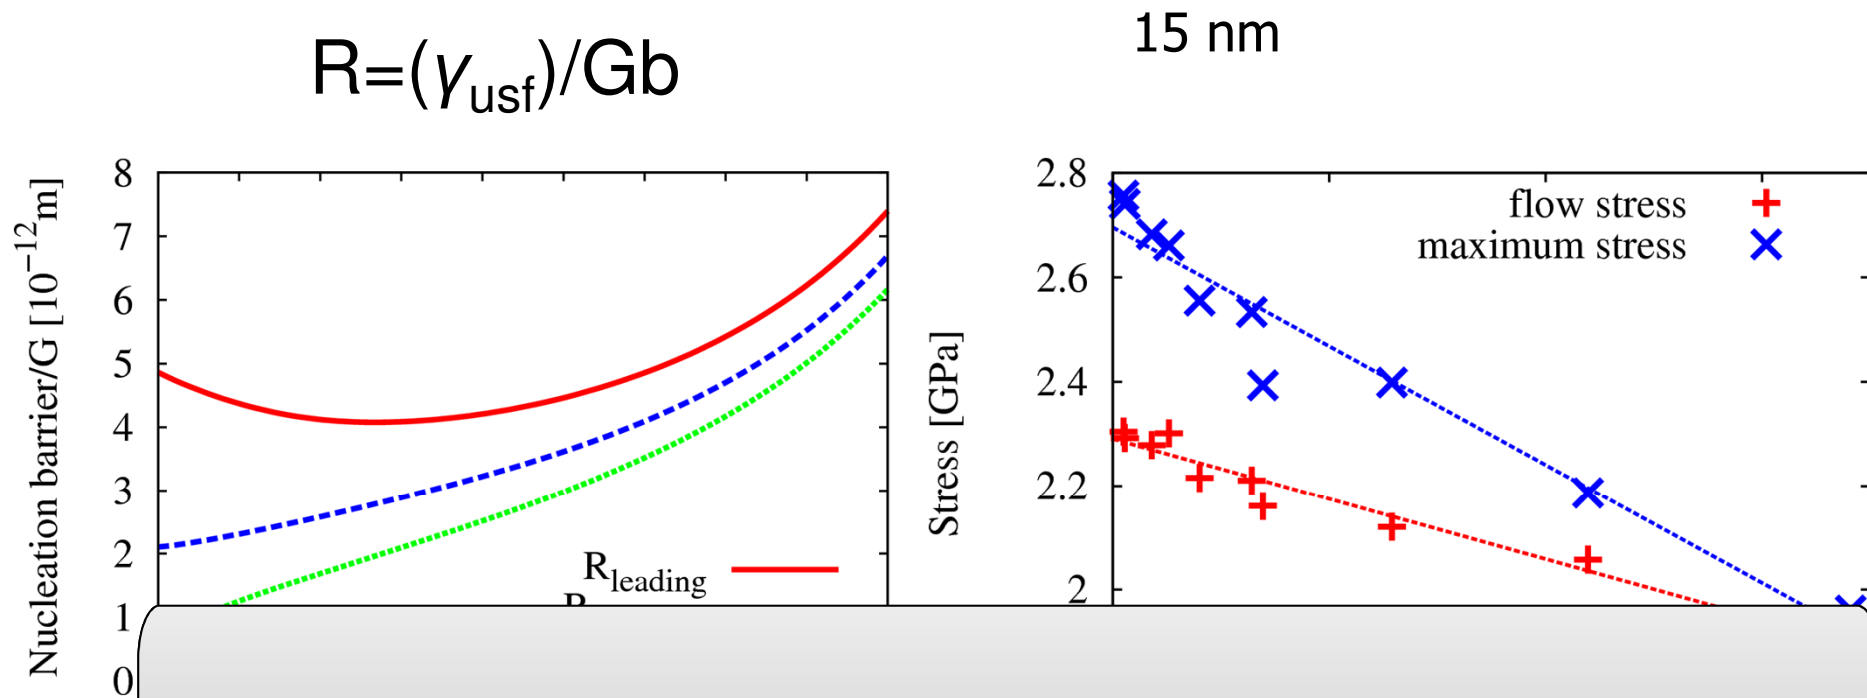 R=(γusf)/Gb
15 nm
Nucleation barrier/G [10−12m]
8
7
6
5
4
3
2
1
0
Rleading
Stress [GPa]
2.8
2.6
2.4
2.2
2
flow stress
maximum stress